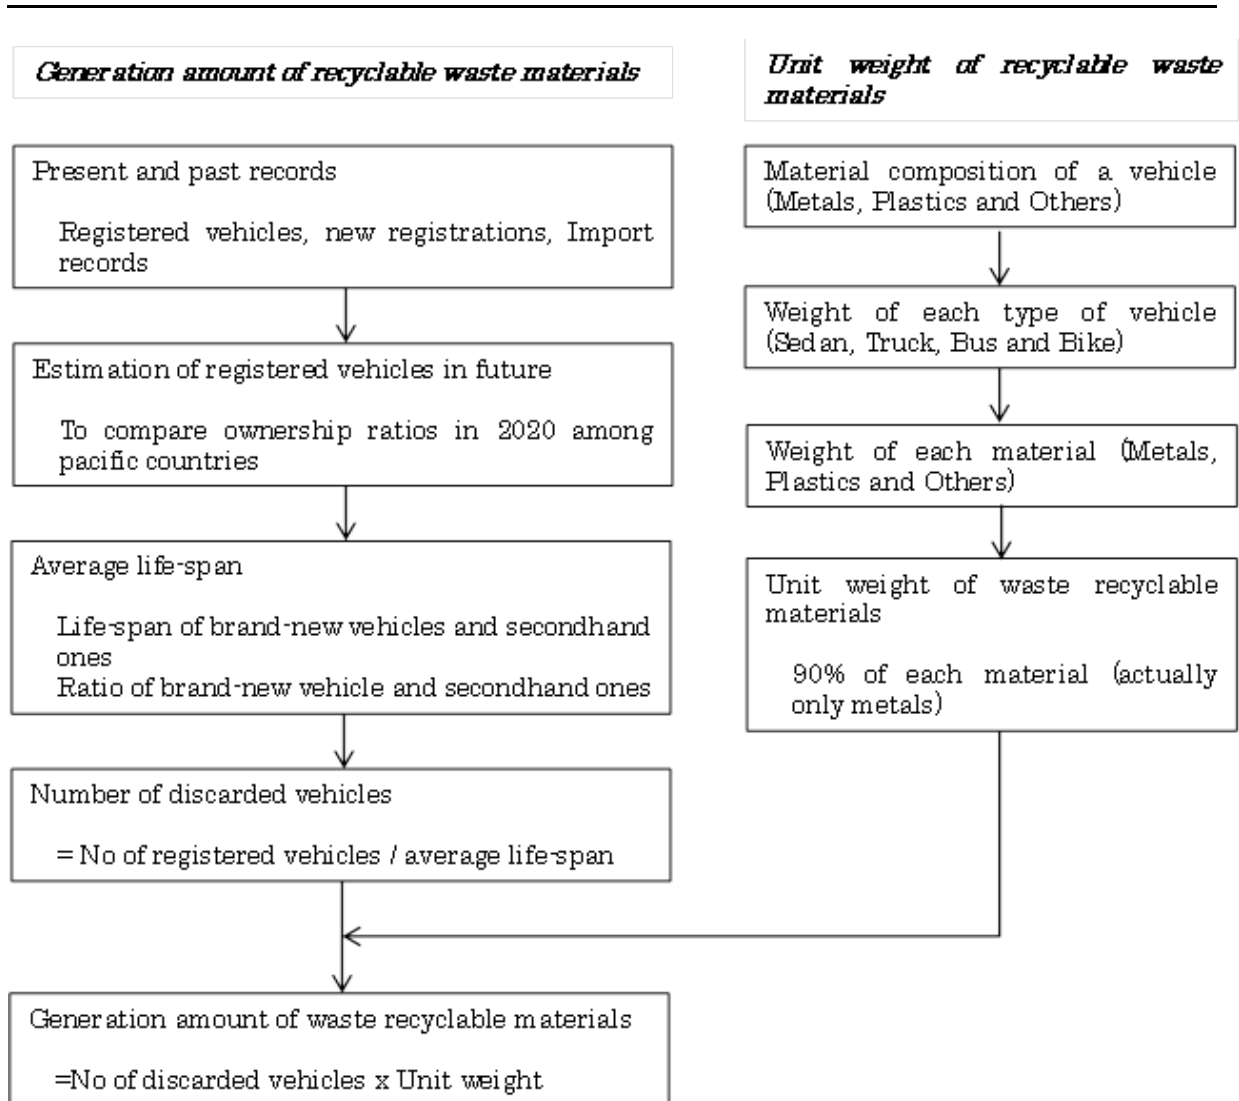 Generation amount of recyclable waste materials
Present and past records
Registered vehicles, new registrations, Import
records
Estimation of registered vehicles in future
To compare ownership ratios in 2020 among
pacific countries
Average life-span
Life-span of brand-new vehicles and secondhand
ones
Ratio of brand-new vehicle and secondhand ones
Number of discarded vehicles
= No of registered vehicles / average life-span
Unit weight of recyclable waste
materials
Material composition of a vehicle
(Metals, Plastics and Others)
Weight of each type of vehicle
(Sedan, Truck, Bus and Bike)
Weight of each material (Metals,
Plastics and Others)
Unit weight of waste recyclable
materials
90% of each material (actually
only metals)
Generation amount of waste recyclable materials
=No of discarded vehicles x Unit weight